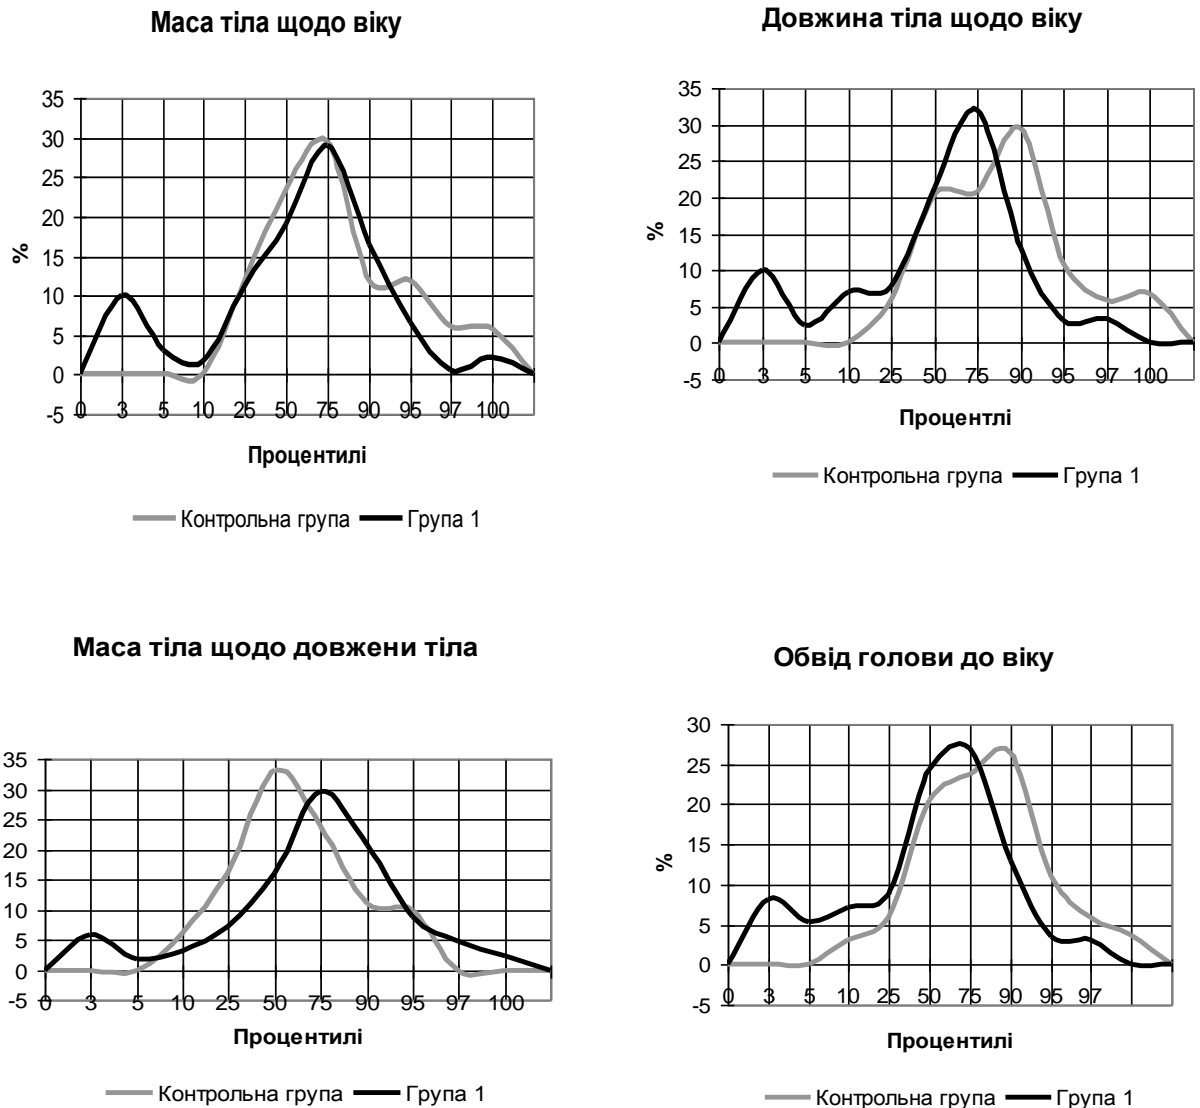 Маса тіла щодо віку
35
30
25
20
15
10
5
0
-5
%
0 3 5 10 25 50 75 90 95 97 100
Процентилі
Контрольна група Група 1
Довжина тіла щодо віку
35
30
25
20
15
10
5
0
-5
%
0 3 5 10 25 50 75 90 95 97 100
Процентлі
Контрольна група Група 1
Маса тіла щодо довжени тіла
35
30
25
20
15
10
5
0
-5
0 3 5 10 25 50 75 90 95 97 100
Процентилі
Контрольна група Група 1
Обвід голови до віку
30
25
20
15
10
5
0
-5
%
0 3 5 10 25 50 75 90 95 97
Процентилі
Контрольна група Група 1